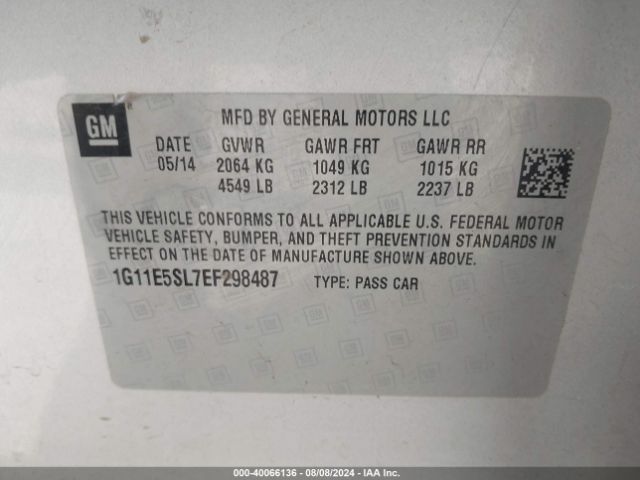 GM
MFD BY GENERAL MOTORS LLC
DATE GVWR GAWR FRT GAWR RR
05/14 2064 KG 1049 KG 1015 KG
4549 LB 2312 LB 2237 LB
THIS VEHICLE CONFORMS TO ALL APPLICABLE U.S. FEDERAL MOTOR
VEHICLE SAFETY, BUMPER, AND THEFT PREVENTION STANDARDS IN
EFFECT ON THE DATE OF MANUFACTURE SHOWN ABOVE.
1G11E5SL7EF298487 TYPE: PASS CAR
000-40066136 - 08/08/2024 - IAAI.COM